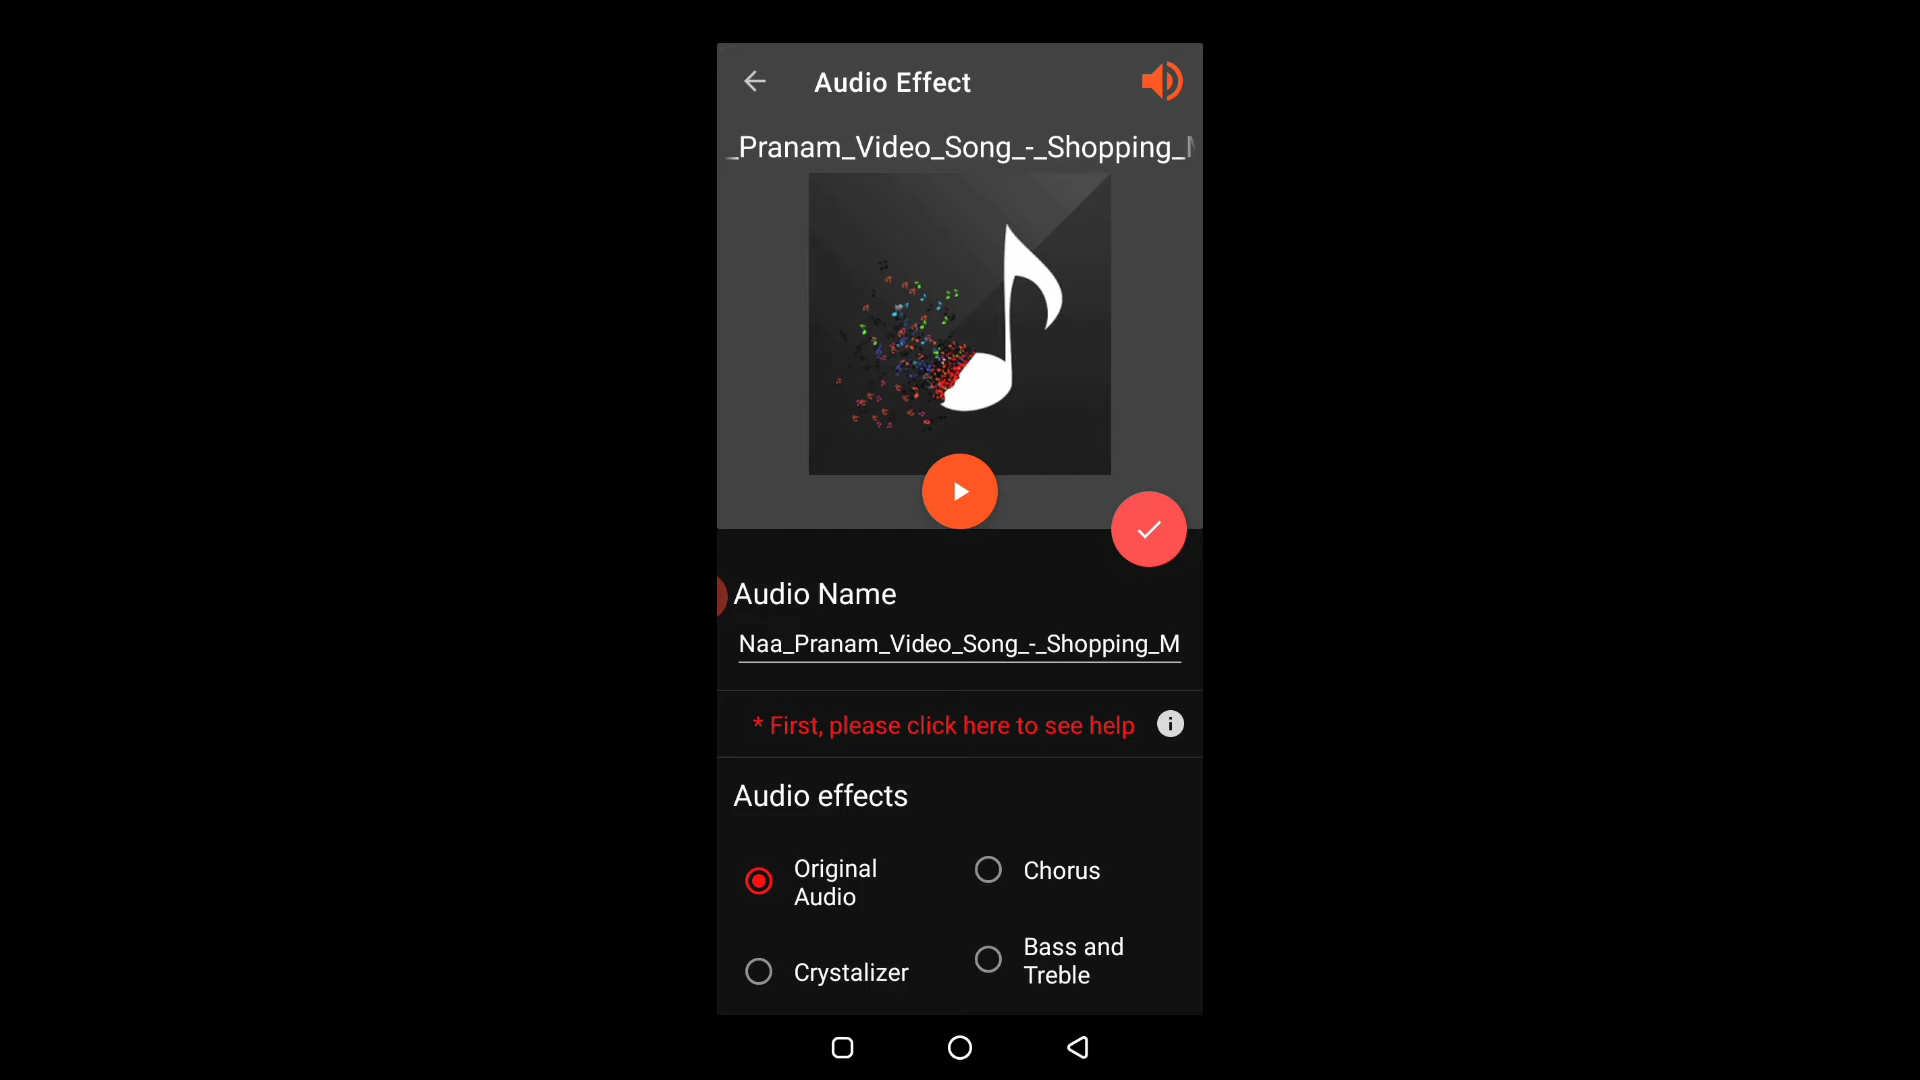 Audio Effect
_Pranam_Video_Song_-_Shopping_
Audio Name
Naa_Pranam_Video_Song_-_Shopping_M
* First, please click here to see help
Audio effects
Original
Audio
Chorus
Crystalizer
Bass and
Treble